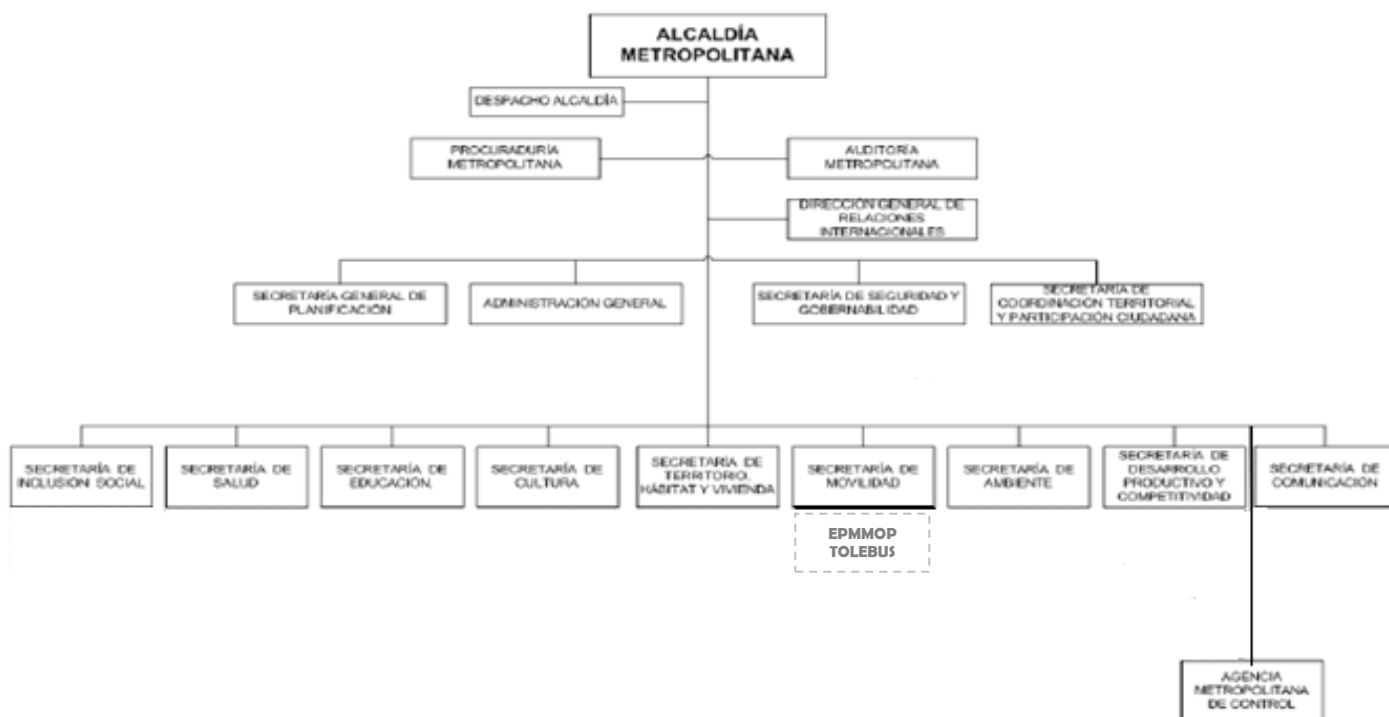 ALCALDÍA
METROPOLITANA
DESPACHO ALCALDÍA
PROCURADURÍA
METROPOLITANA
AUDITORÍA
METROPOLITANA
DIRECCIÓN GENERAL DE
RELACIONES
INTERNACIONALES
SECRETARÍA GENERAL DE
PLANIFICACIÓN
ADMINISTRACIÓN GENERAL
SECRETARÍA DE SEGURIDAD Y
GOBERNABILIDAD
SECRETARÍA DE
COORDINACIÓN TERRITORIAL
Y PARTICIPACIÓN CIUDADANA
SECRETARÍA DE
INCLUSIÓN SOCIAL
SECRETARÍA DE
SALUD
SECRETARÍA DE
EDUCACIÓN.
SECRETARÍA DE
CULTURA
SECRETARÍA DE
TERRITORIO,
HÁBITAT Y VIVIENDA
SECRETARÍA DE
MOVILIDAD
SECRETARÍA DE
AMBIENTE
SECRETARÍA DE
DESARROLLO
PRODUCTIVO Y
COMPETITIVIDAD
SECRETARÍA DE
COMUNICACIÓN
EPMMOP
TOLEBUS
AGENCIA
METROPOLITANA
DE CONTROL